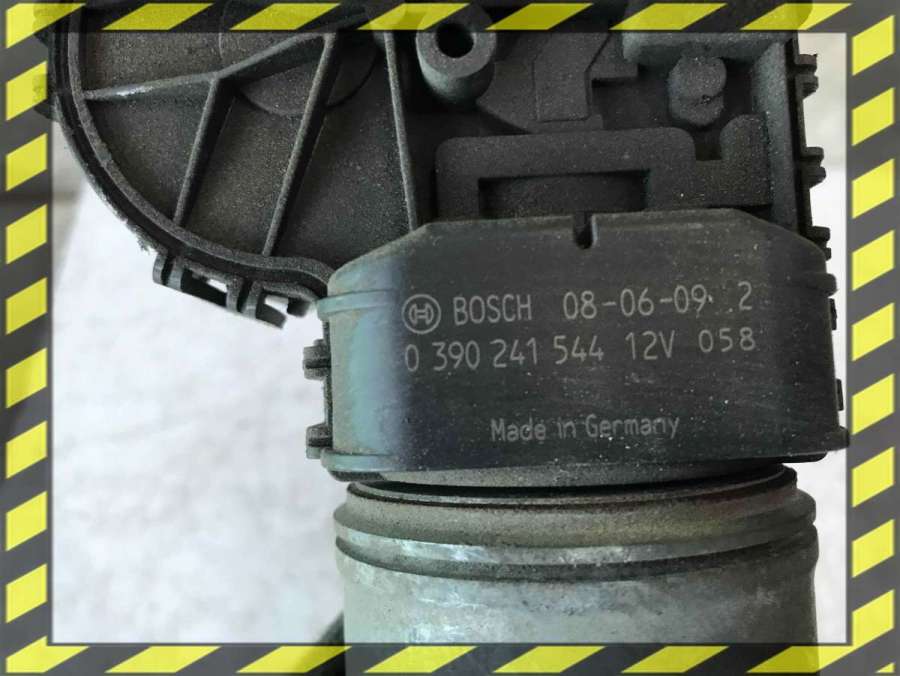 BOSCH 08-06-09 2
0 390 241 544 12V 058
Made in Germany